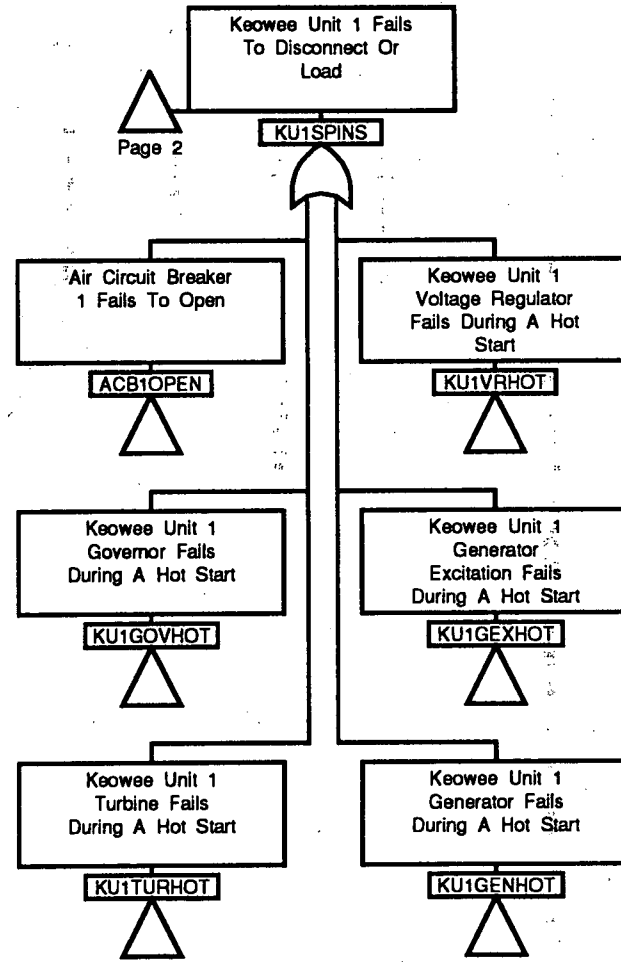 Keowee Unit 1 Fails
To Disconnect Or
Load
Page 2
KU1SPINS
Air Circuit Breaker
1 Fails To Open
ACB1OPEN
Keowee Unit 1
Voltage Regulator
Fails During A Hot
Start
KU1VRHOT
Keowee Unit 1
Governor Fails
During A Hot Start
KU1GOVHOT
Keowee Unit 1
Generator
Excitation Fails
During A Hot Start
KU1GEXHOT
Keowee Unit 1
Turbine Fails
During A Hot Start
KU1TURHOT
Keowee Unit 1
Generator Fails
During A Hot Start
KU1GENHOT